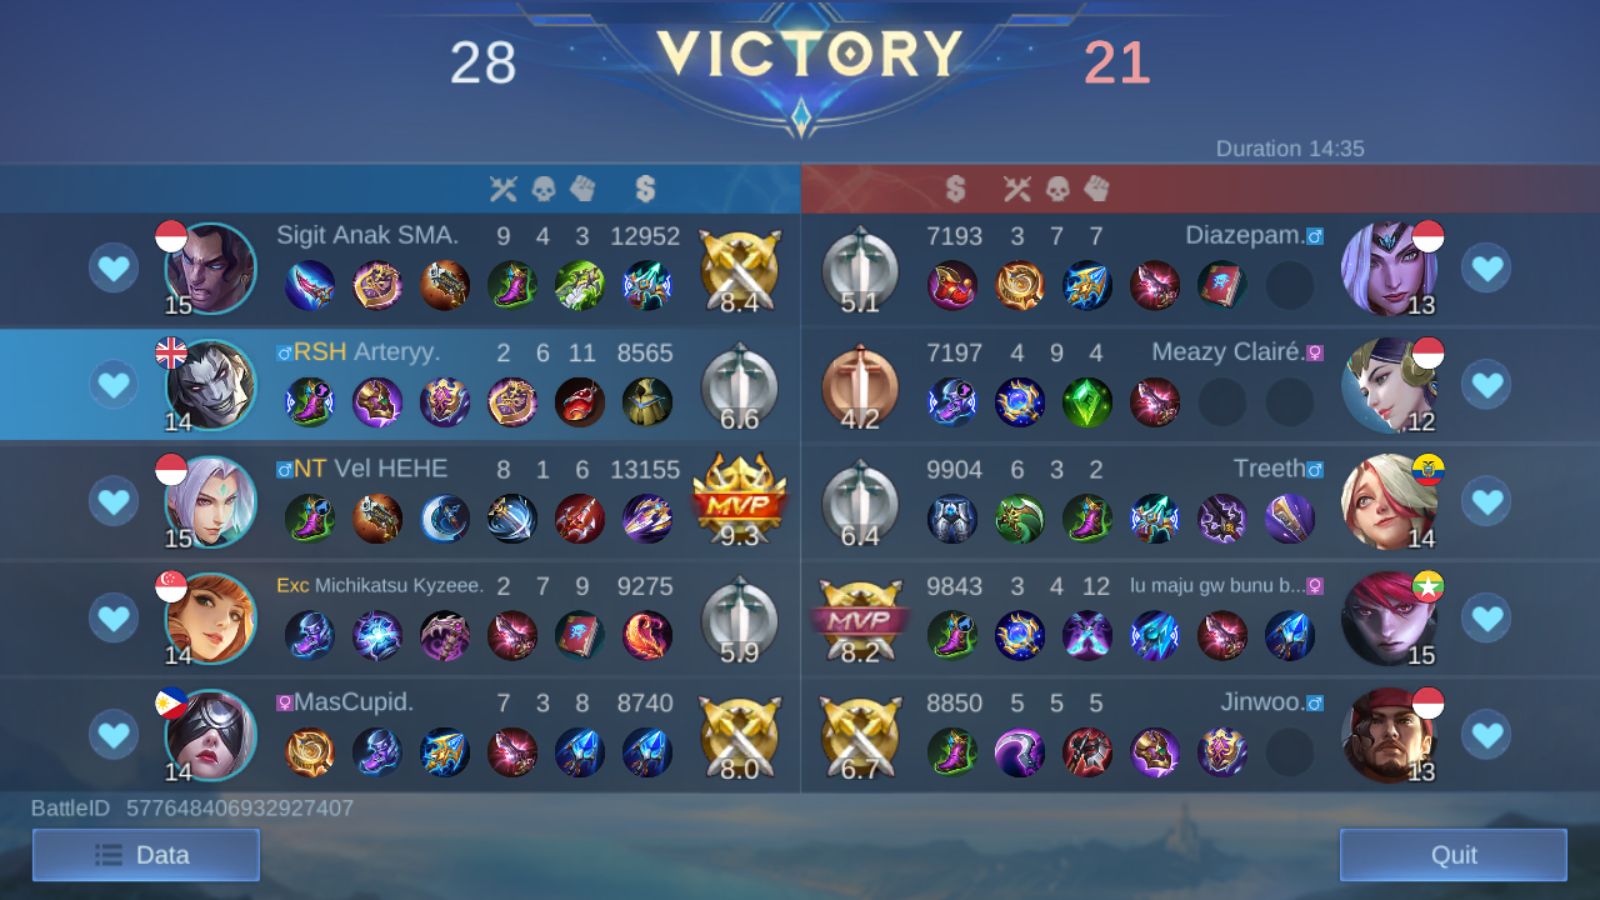 28 VICTORY 21
Duration 14:35
Sigit Anak SMA. 9 4 3 12952
15 8.4
5.1 7193 3 7 7 Diazepam. 13
RSH Arteryy. 2 6 11 8565
14 6.6
4.2 7197 4 9 4 Meazy Clairé. 12
NT Vel HEHE 8 1 6 13155
15 MVP 9.3
6.4 9904 6 3 2 Treeth 14
Exc Michikatsu Kyzeee. 2 7 9 9275
14 5.9
MVP 8.2 9843 3 4 12 lu maju gw bunu b... 15
MasCupid. 7 3 8 8740
14 8.0
6.7 8850 5 5 5 Jinwoo. 13
BattleID 577648406932927407
Data
Quit